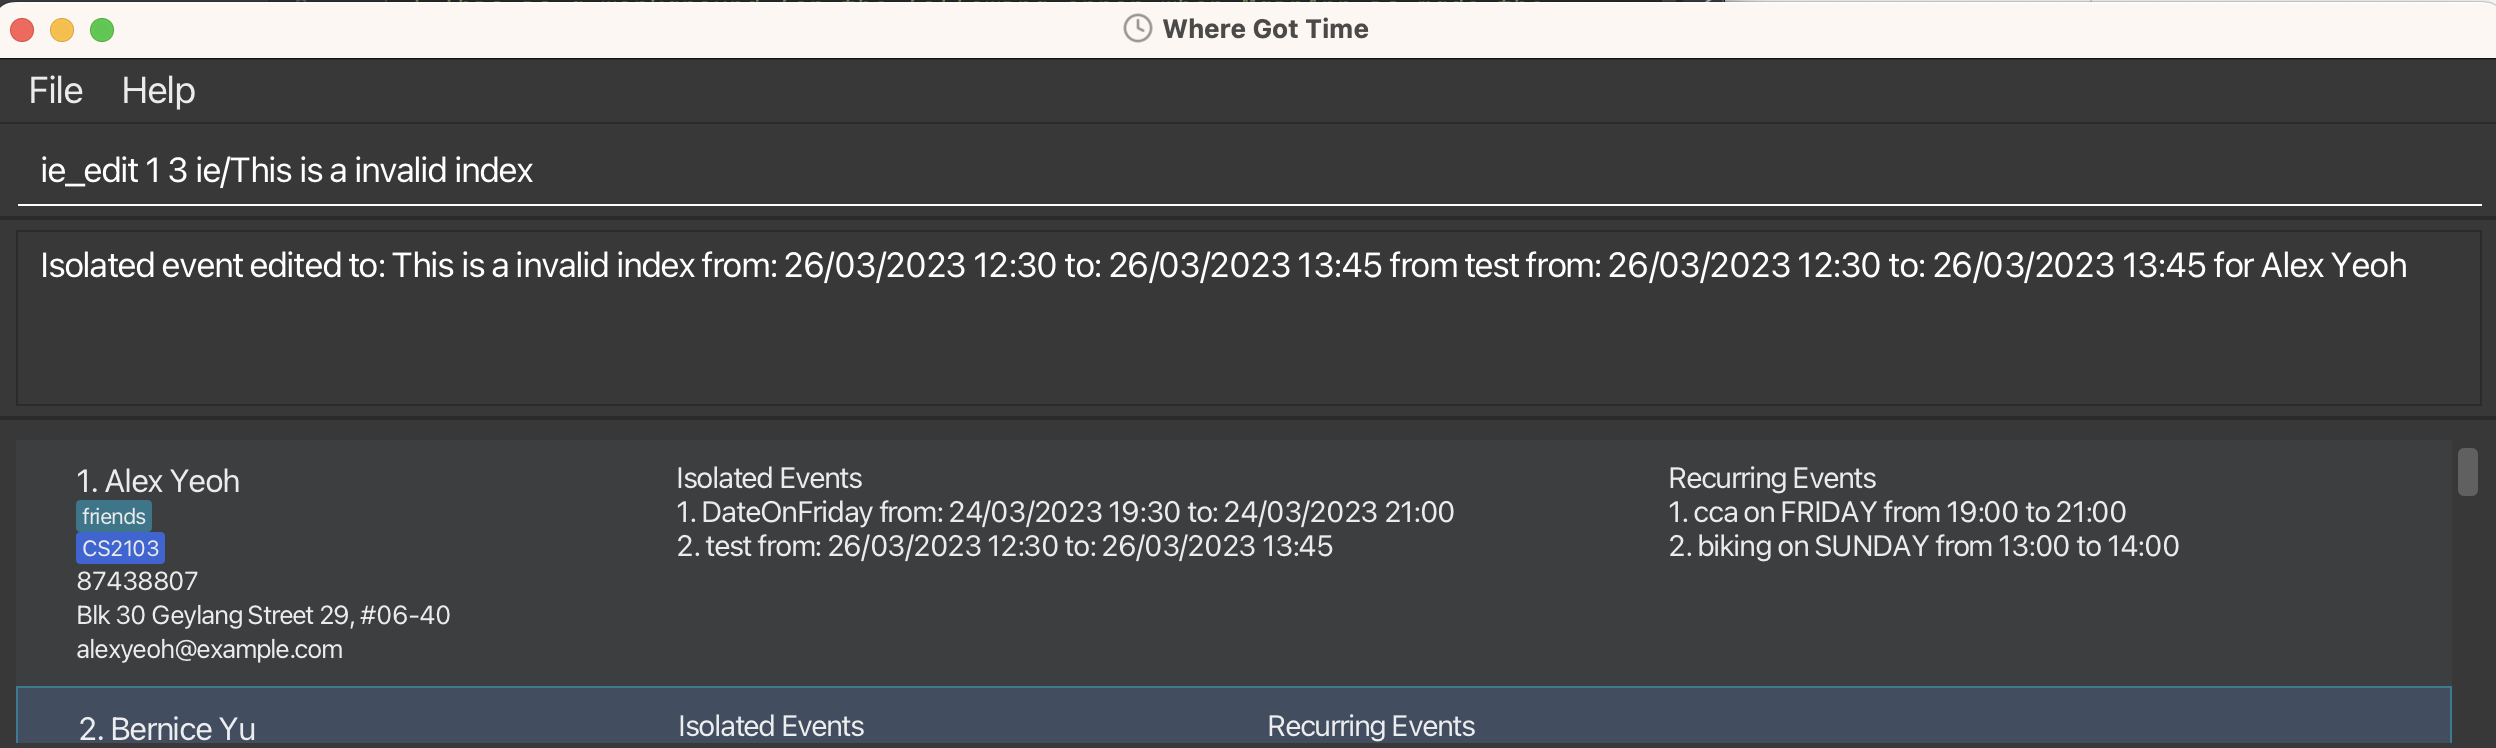 Where Got Time
File Help
ie_edit 1 3 ie/This is a invalid index
Isolated event edited to: This is a invalid index from: 26/03/2023 12:30 to: 26/03/2023 13:45 from test from: 26/03/2023 12:30 to: 26/03/2023 13:45 for Alex Yeoh
1. Alex Yeoh
friends
CS2103
87438807
Blk 30 Geylang Street 29, #06-40
alexyeoh@example.com
Isolated Events
1. DateOnFriday from: 24/03/2023 19:30 to: 24/03/2023 21:00
2. test from: 26/03/2023 12:30 to: 26/03/2023 13:45
Recurring Events
1. cca on FRIDAY from 19:00 to 21:00
2. biking on SUNDAY from 13:00 to 14:00
2. Bernice Yu
Isolated Events
Recurring Events